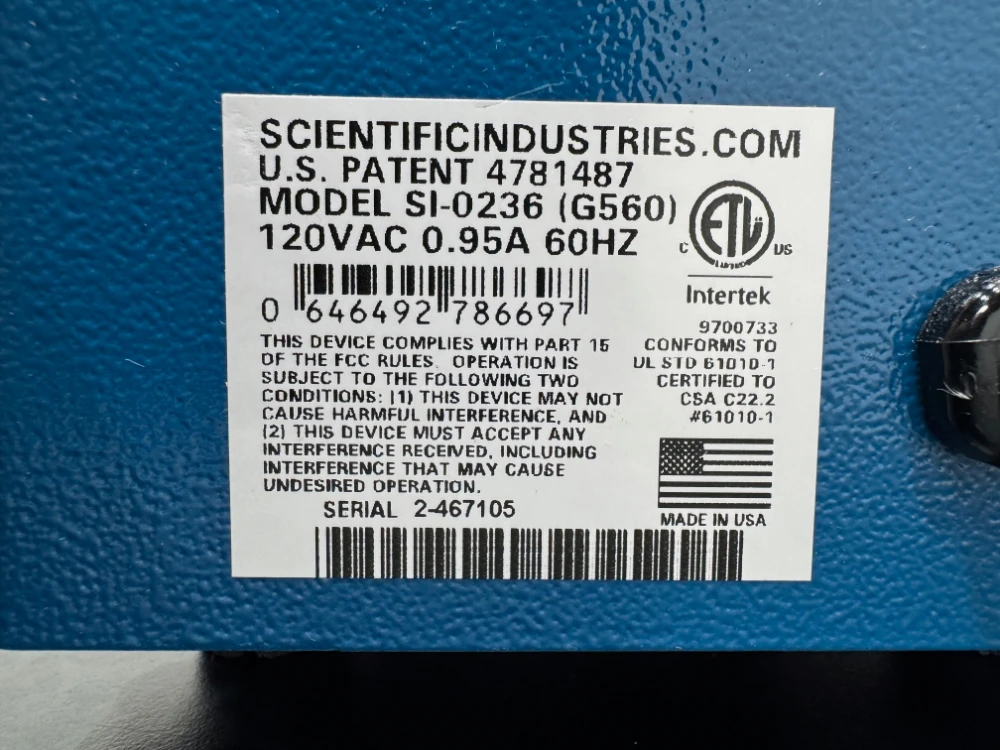 SCIENTIFICINDUSTRIES.COM
U.S. PATENT 4781487
MODEL SI-0236 (G560)
120VAC 0.95A 60HZ
ETL
C US
Intertek
0 646492 786697
9700733
CONFORMS TO
UL STD 61010-1
CERTIFIED TO
CSA C22.2
#61010-1
THIS DEVICE COMPLIES WITH PART 15
OF THE FCC RULES. OPERATION IS
SUBJECT TO THE FOLLOWING TWO
CONDITIONS: (1) THIS DEVICE MAY NOT
CAUSE HARMFUL INTERFERENCE, AND
(2) THIS DEVICE MUST ACCEPT ANY
INTERFERENCE RECEIVED, INCLUDING
INTERFERENCE THAT MAY CAUSE
UNDESIRED OPERATION.
SERIAL 2-467105
MADE IN USA